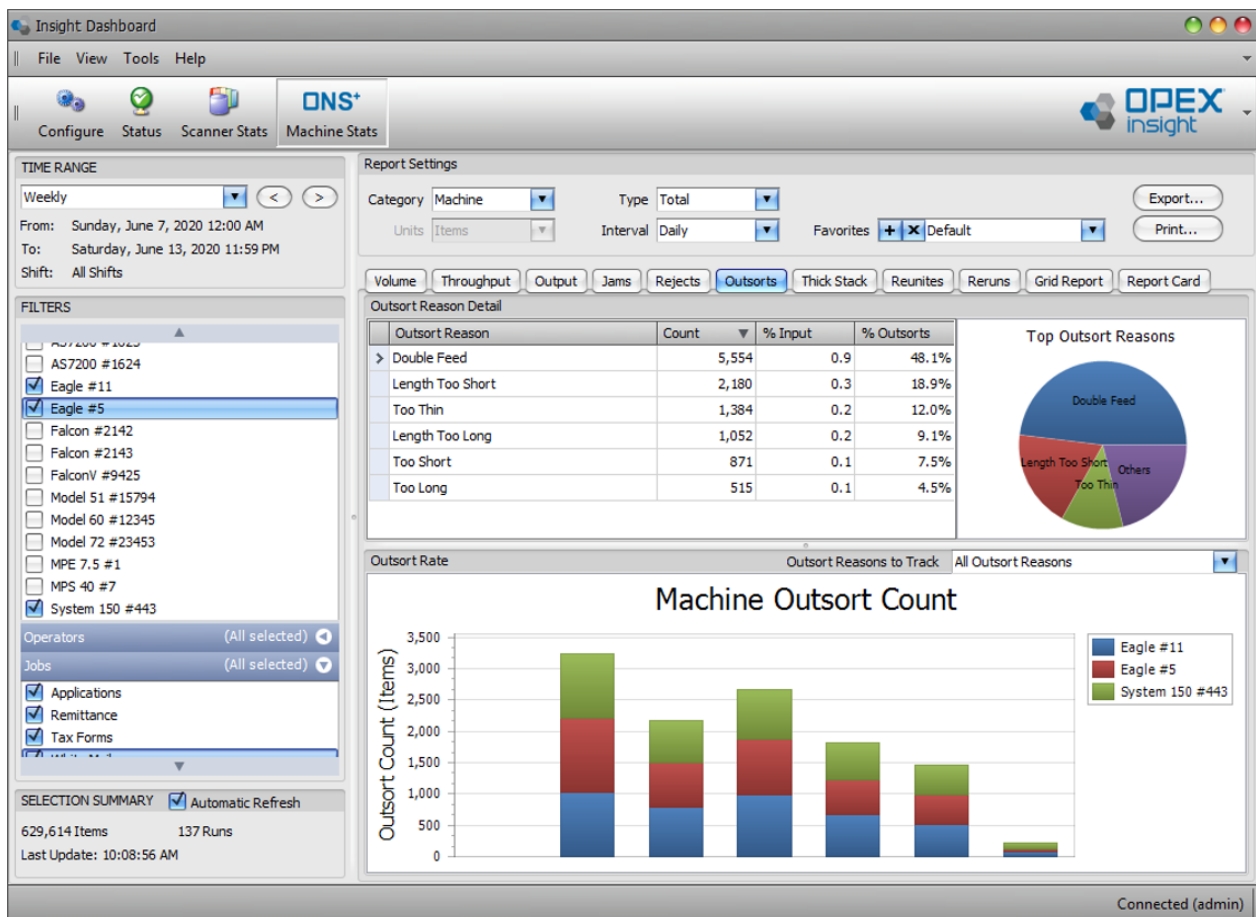 Insight Dashboard
File View Tools Help
Configure Status Scanner Stats ONS+ Machine Stats
OPEX insight
TIME RANGE
Weekly < >
From: Sunday, June 7, 2020 12:00 AM
To: Saturday, June 13, 2020 11:59 PM
Shift: All Shifts
FILTERS
AS7200 #1624
Eagle #11
Eagle #5
Falcon #2142
Falcon #2143
FalconV #9425
Model 51 #15794
Model 60 #12345
Model 72 #23453
MPE 7.5 #1
MPS 40 #7
System 150 #443
Operators (All selected)
Jobs (All selected)
Applications
Remittance
Tax Forms
SELECTION SUMMARY Automatic Refresh
629,614 Items 137 Runs
Last Update: 10:08:56 AM
Report Settings
Category Machine Type Total Export...
Units Items Interval Daily Favorites Default Print...
Volume Throughput Output Jams Rejects Outsorts Thick Stack Reunites Reruns Grid Report Report Card
Outsort Reason Detail
Outsort Reason Count % Input % Outsorts
Double Feed 5,554 0.9 48.1%
Length Too Short 2,180 0.3 18.9%
Too Thin 1,384 0.2 12.0%
Length Too Long 1,052 0.2 9.1%
Too Short 871 0.1 7.5%
Too Long 515 0.1 4.5%
Top Outsort Reasons
Double Feed
Length Too Short
Others
Too Thin
Outsort Rate Outsort Reasons to Track All Outsort Reasons
Machine Outsort Count
Outsort Count (Items)
3,500
3,000
2,500
2,000
1,500
1,000
500
0
Eagle #11
Eagle #5
System 150 #443
Connected (admin)